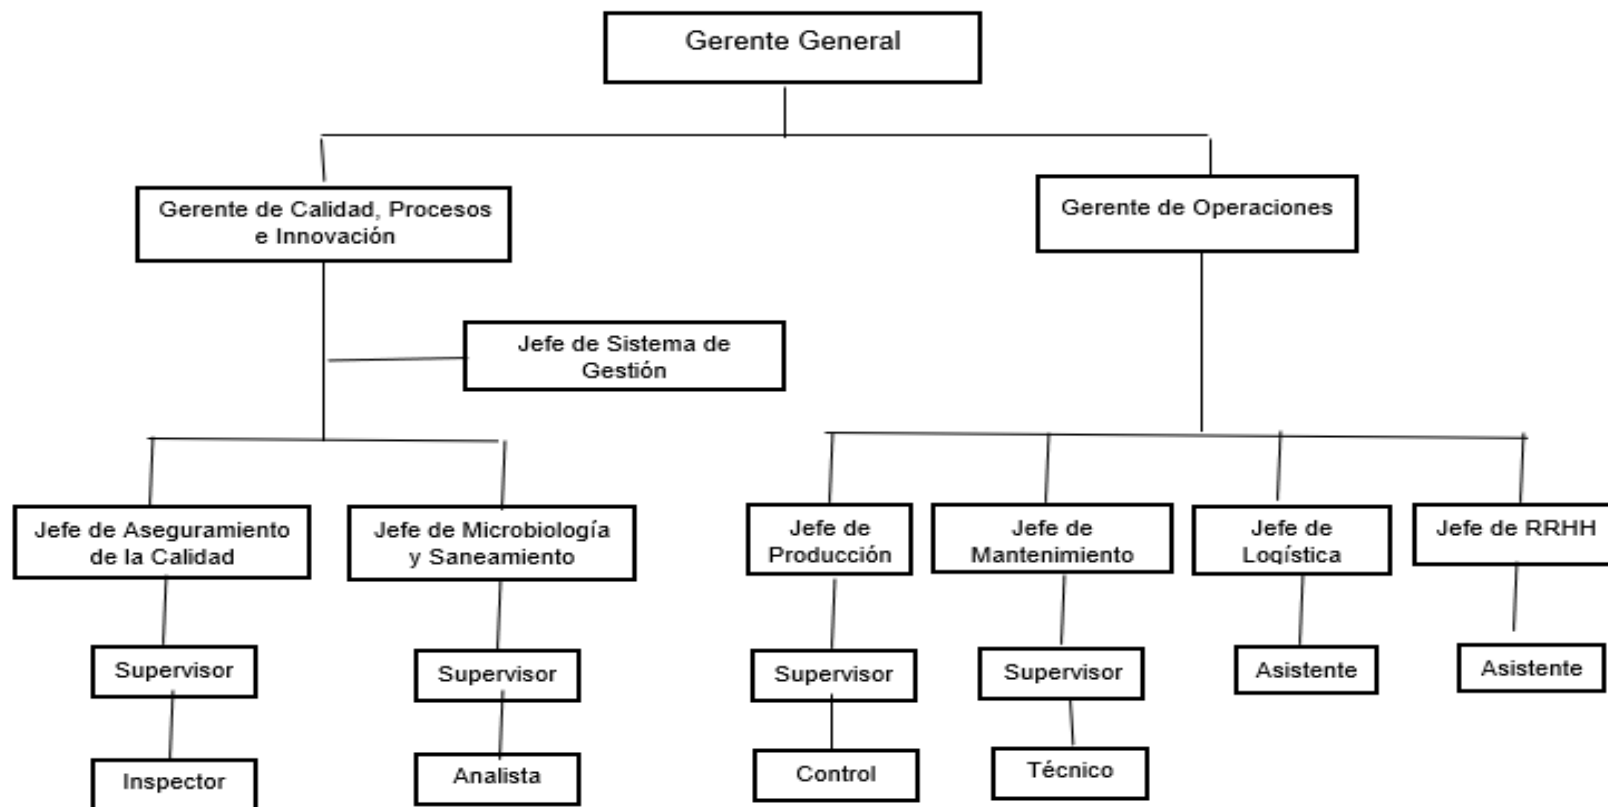 Gerente General
Gerente de Calidad, Procesos
e Innovación
Gerente de Operaciones
Jefe de Sistema de
Gestión
Jefe de Aseguramiento
de la Calidad
Jefe de Microbiología
y Saneamiento
Jefe de
Producción
Jefe de
Mantenimiento
Jefe de
Logística
Jefe de RRHH
Supervisor
Supervisor
Supervisor
Supervisor
Asistente
Asistente
Inspector
Analista
Control
Técnico